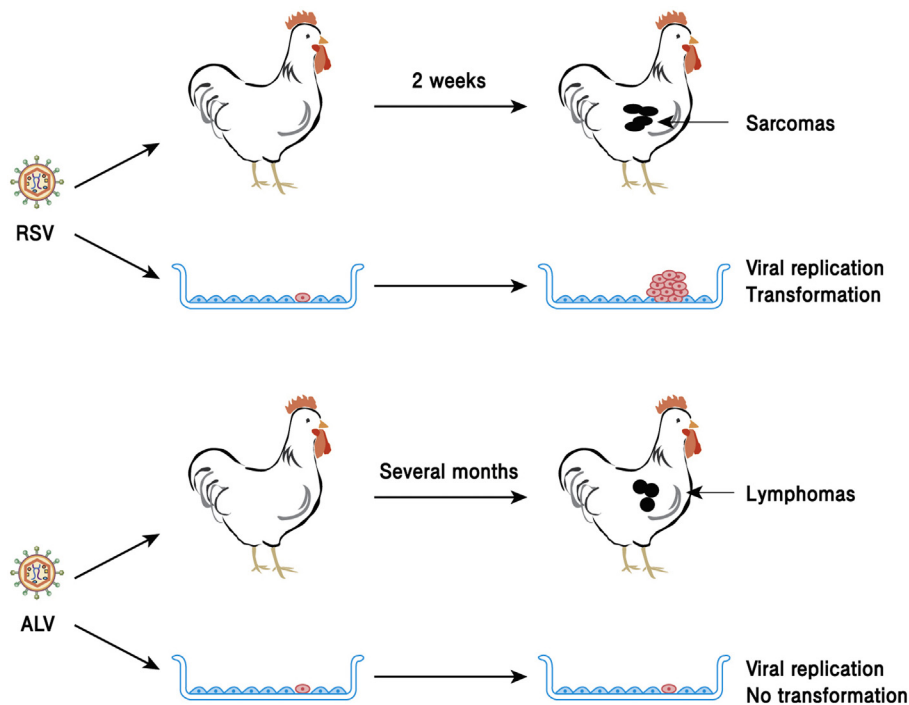 2 weeks
Sarcomas
RSV
Viral replication
Transformation
Several months
Lymphomas
ALV
Viral replication
No transformation